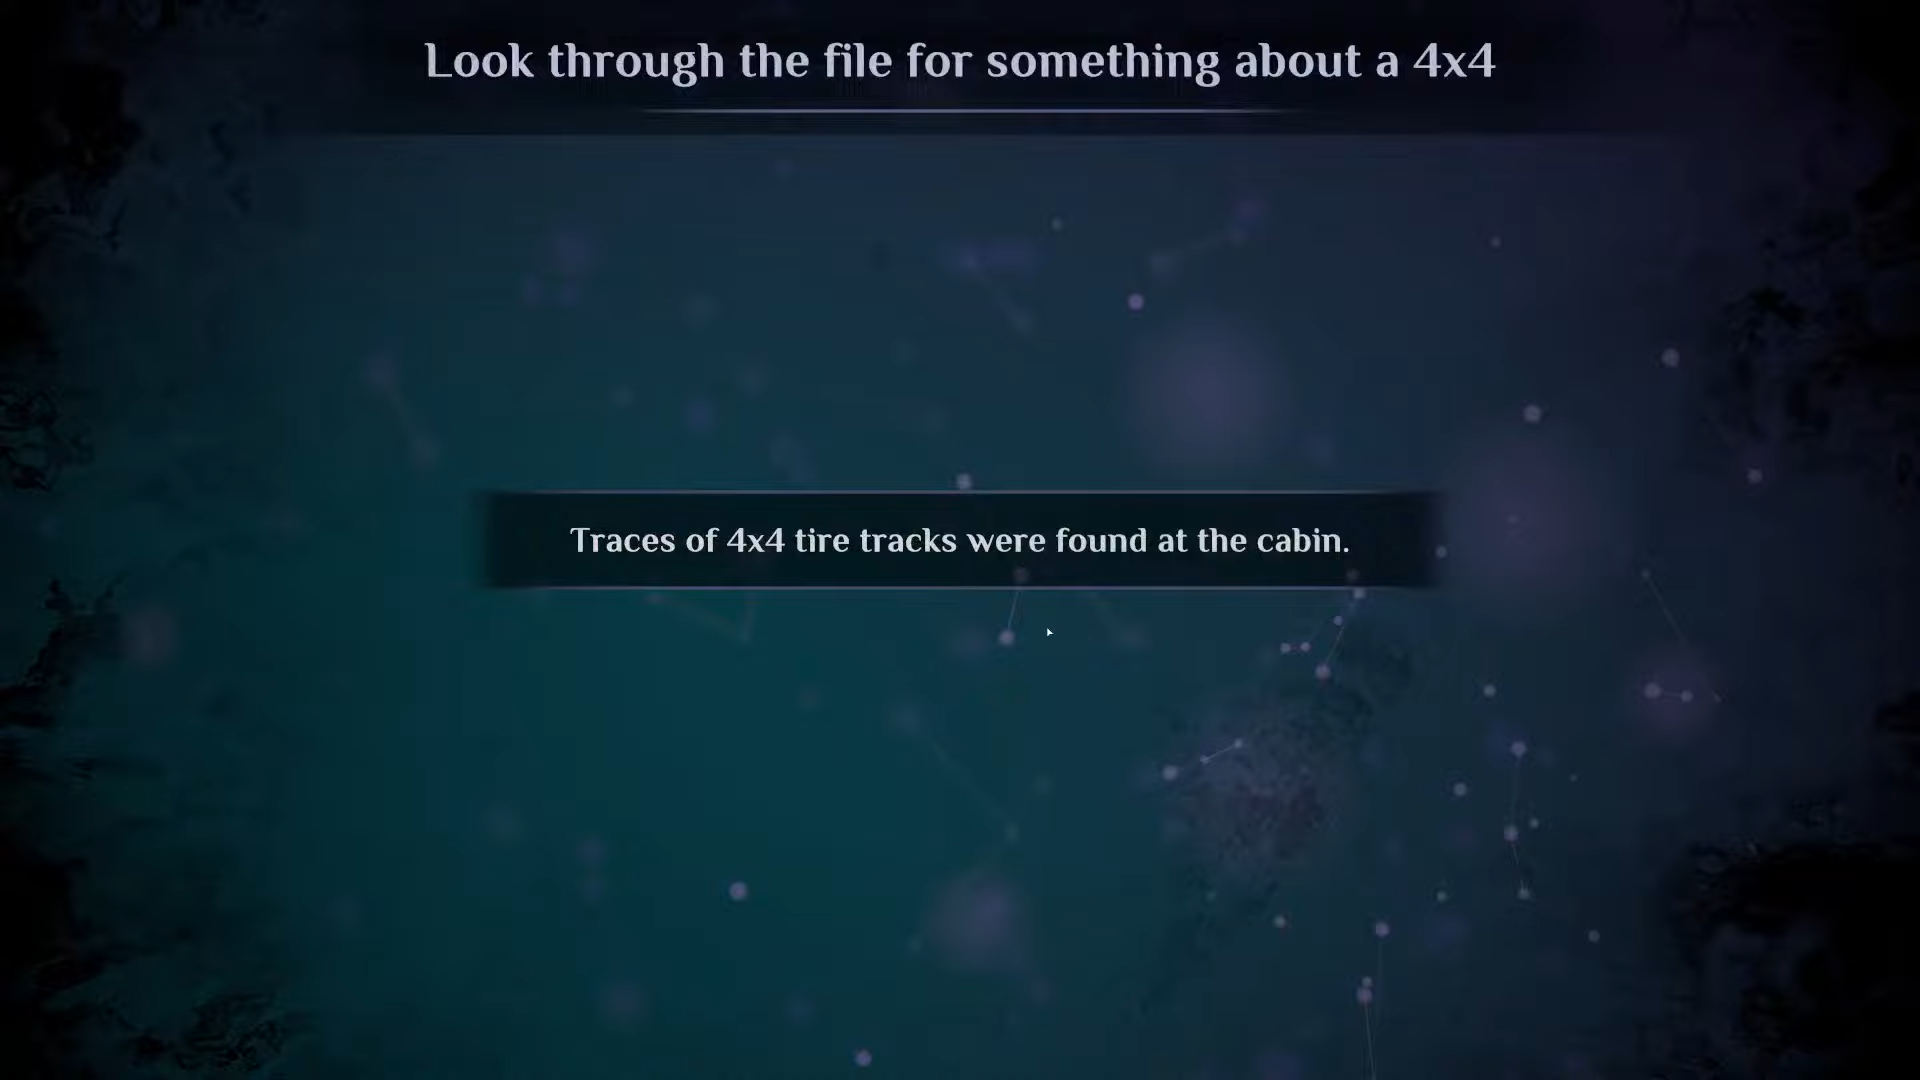 Look through the file for something about a 4x4
Traces of 4x4 tire tracks were found at the cabin.